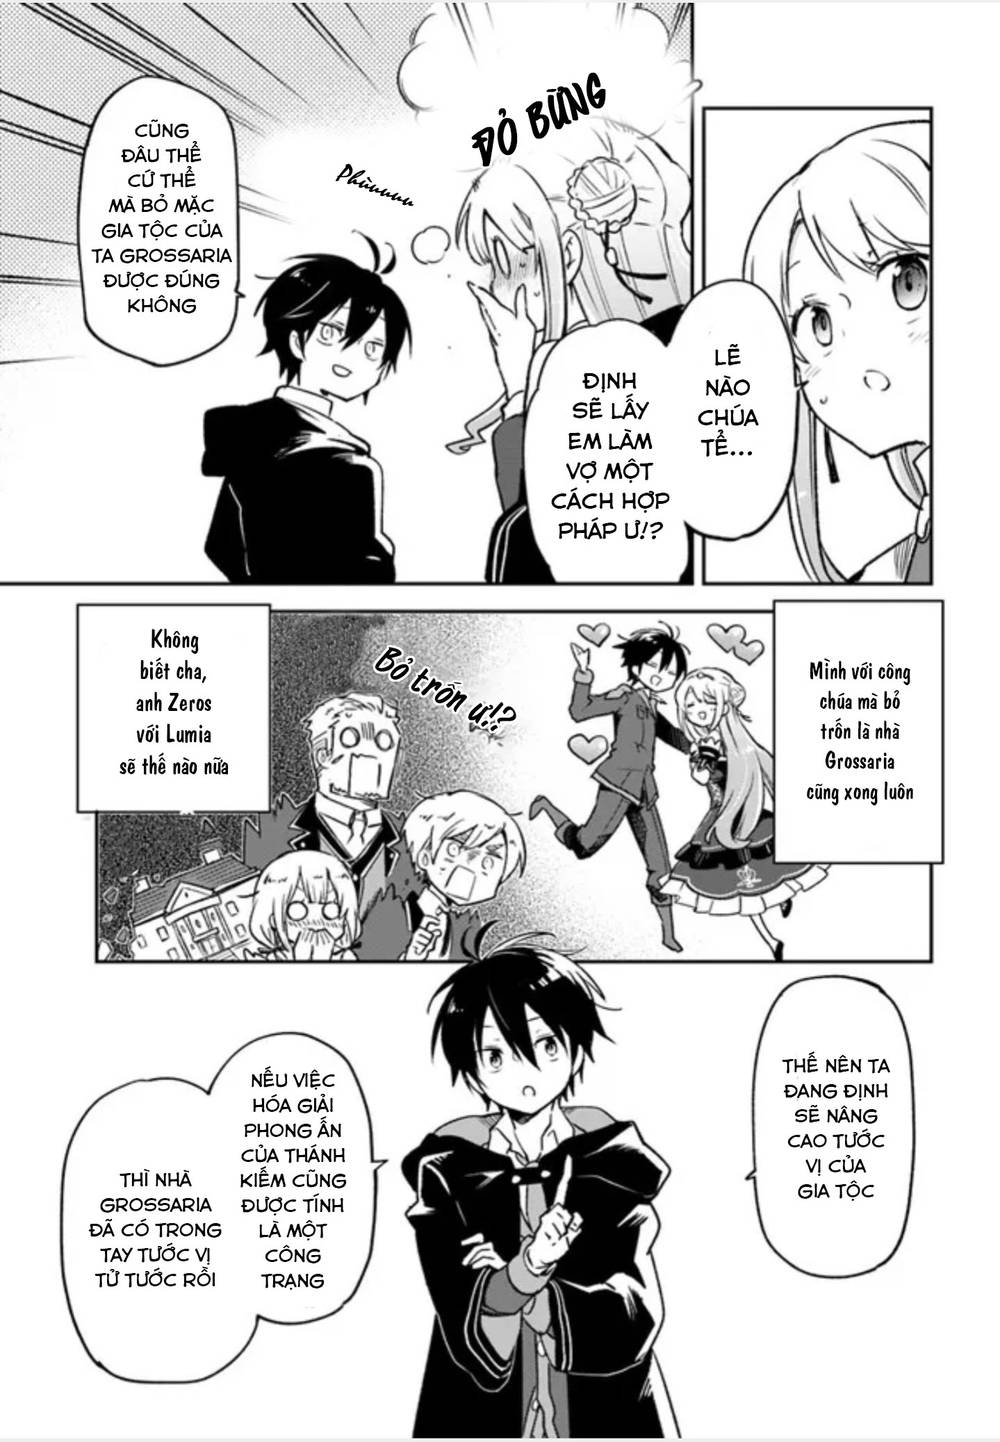 LẼ
NÀO
CHÚA
TỂ...
ĐỊNH
SẼ LẤY
EM LÀM
VỢ MỘT
CÁCH HỢP
PHÁP Ư!?
ĐỎ BỪNG
Phùuuuu
CŨNG
ĐÂU THỂ
CỨ THẾ
MÀ BỎ MẶC
GIA TỘC CỦA
TA GROSSARIA
ĐƯỢC ĐÚNG
KHÔNG
Mình với công
chúa mà bỏ
trốn là nhà
Grossaria
cũng xong luôn
Bỏ trốn ư!?
Không
biết cha,
anh Zeros
với Lumia
sẽ thế nào nữa
THẾ NÊN TA
ĐANG ĐỊNH
SẼ NÂNG
CAO TƯỚC
VỊ CỦA
GIA TỘC
NẾU VIỆC
HÓA GIẢI
PHONG ẤN
CỦA THÁNH
KIẾM CŨNG
ĐƯỢC TÍNH
LÀ MỘT
CÔNG
TRẠNG
THÌ NHÀ
GROSSARIA
ĐÃ CÓ TRONG
TAY TƯỚC VỊ
TỬ TƯỚC RỒI